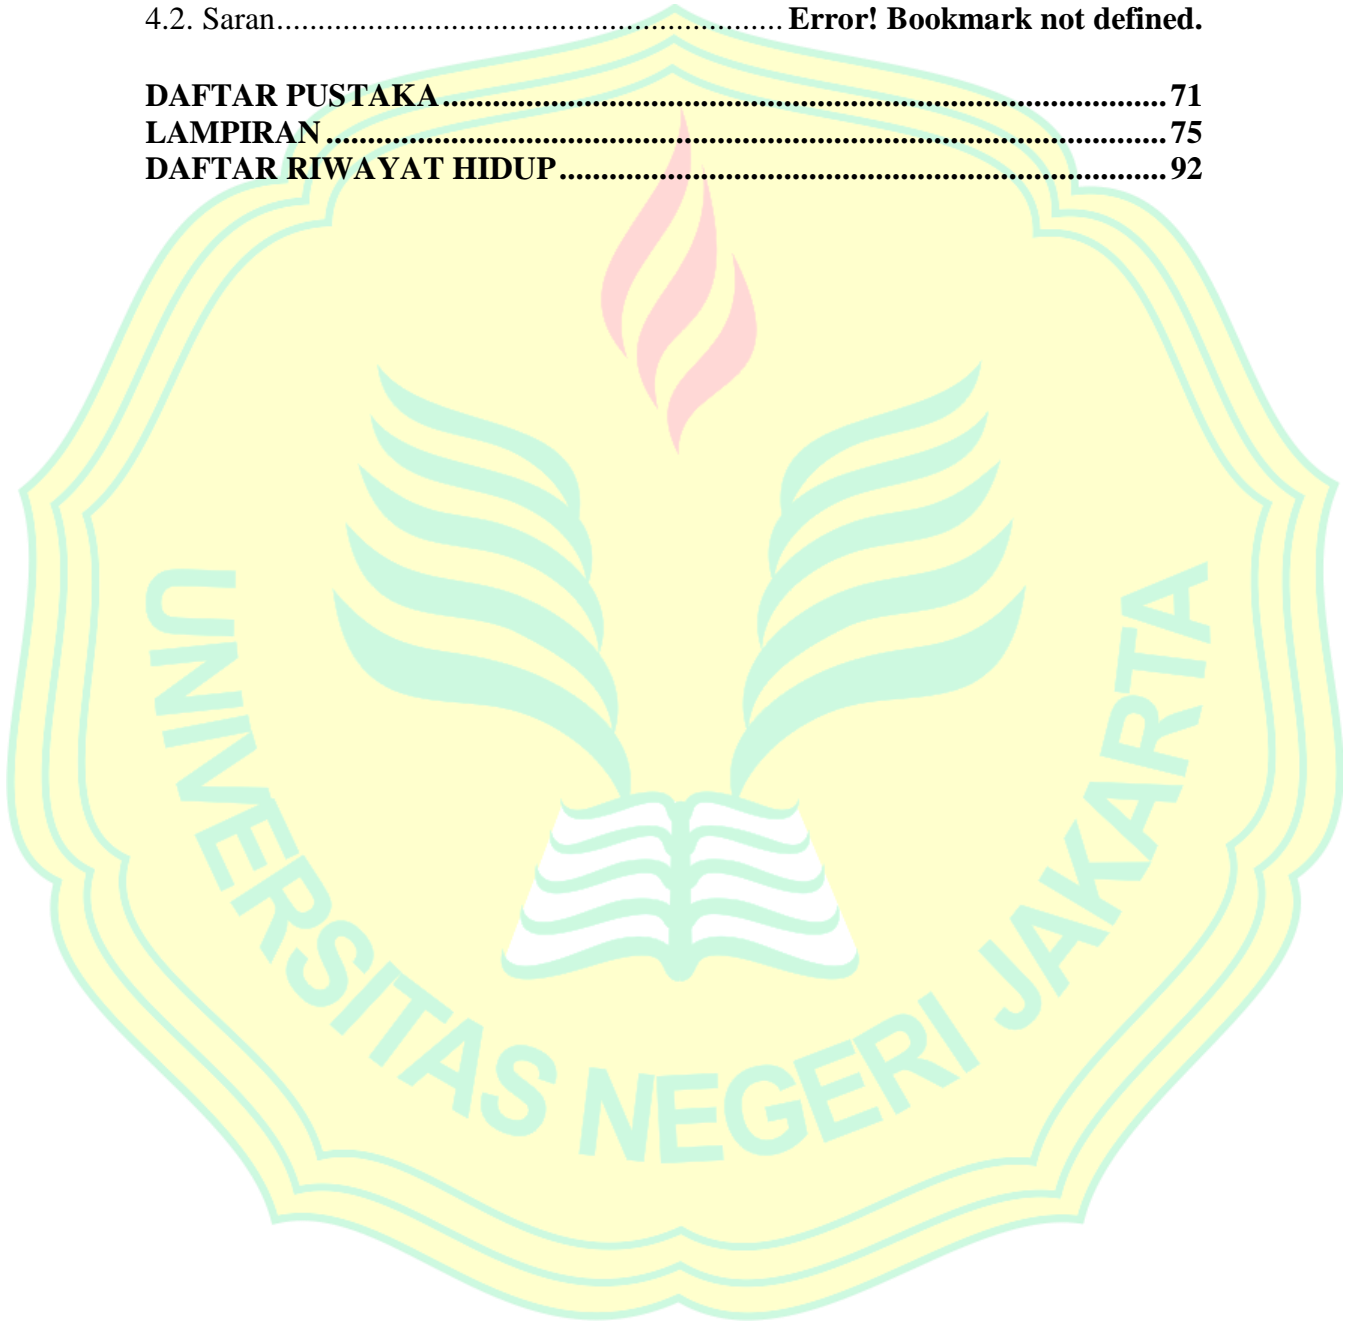 4.2. Saran............................................................ Error! Bookmark not defined.
DAFTAR PUSTAKA........................................................................................ 71
LAMPIRAN...................................................................................................... 75
DAFTAR RIWAYAT HIDUP.......................................................................... 92
UNIVERSITAS NEGERI JAKARTA